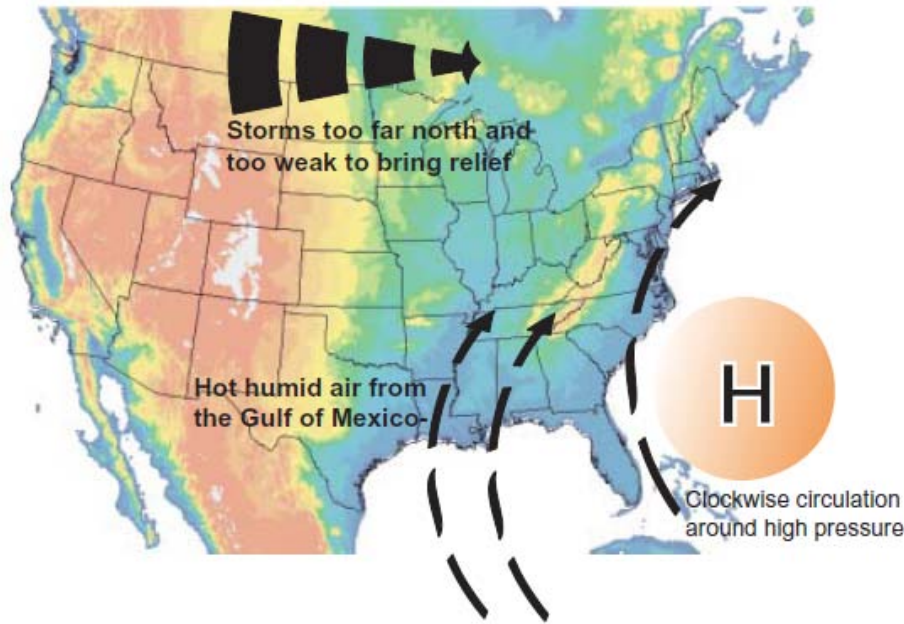 Storms too far north and
too weak to bring relief
Hot humid air from
the Gulf of Mexico-
H
Clockwise circulation
around high pressure